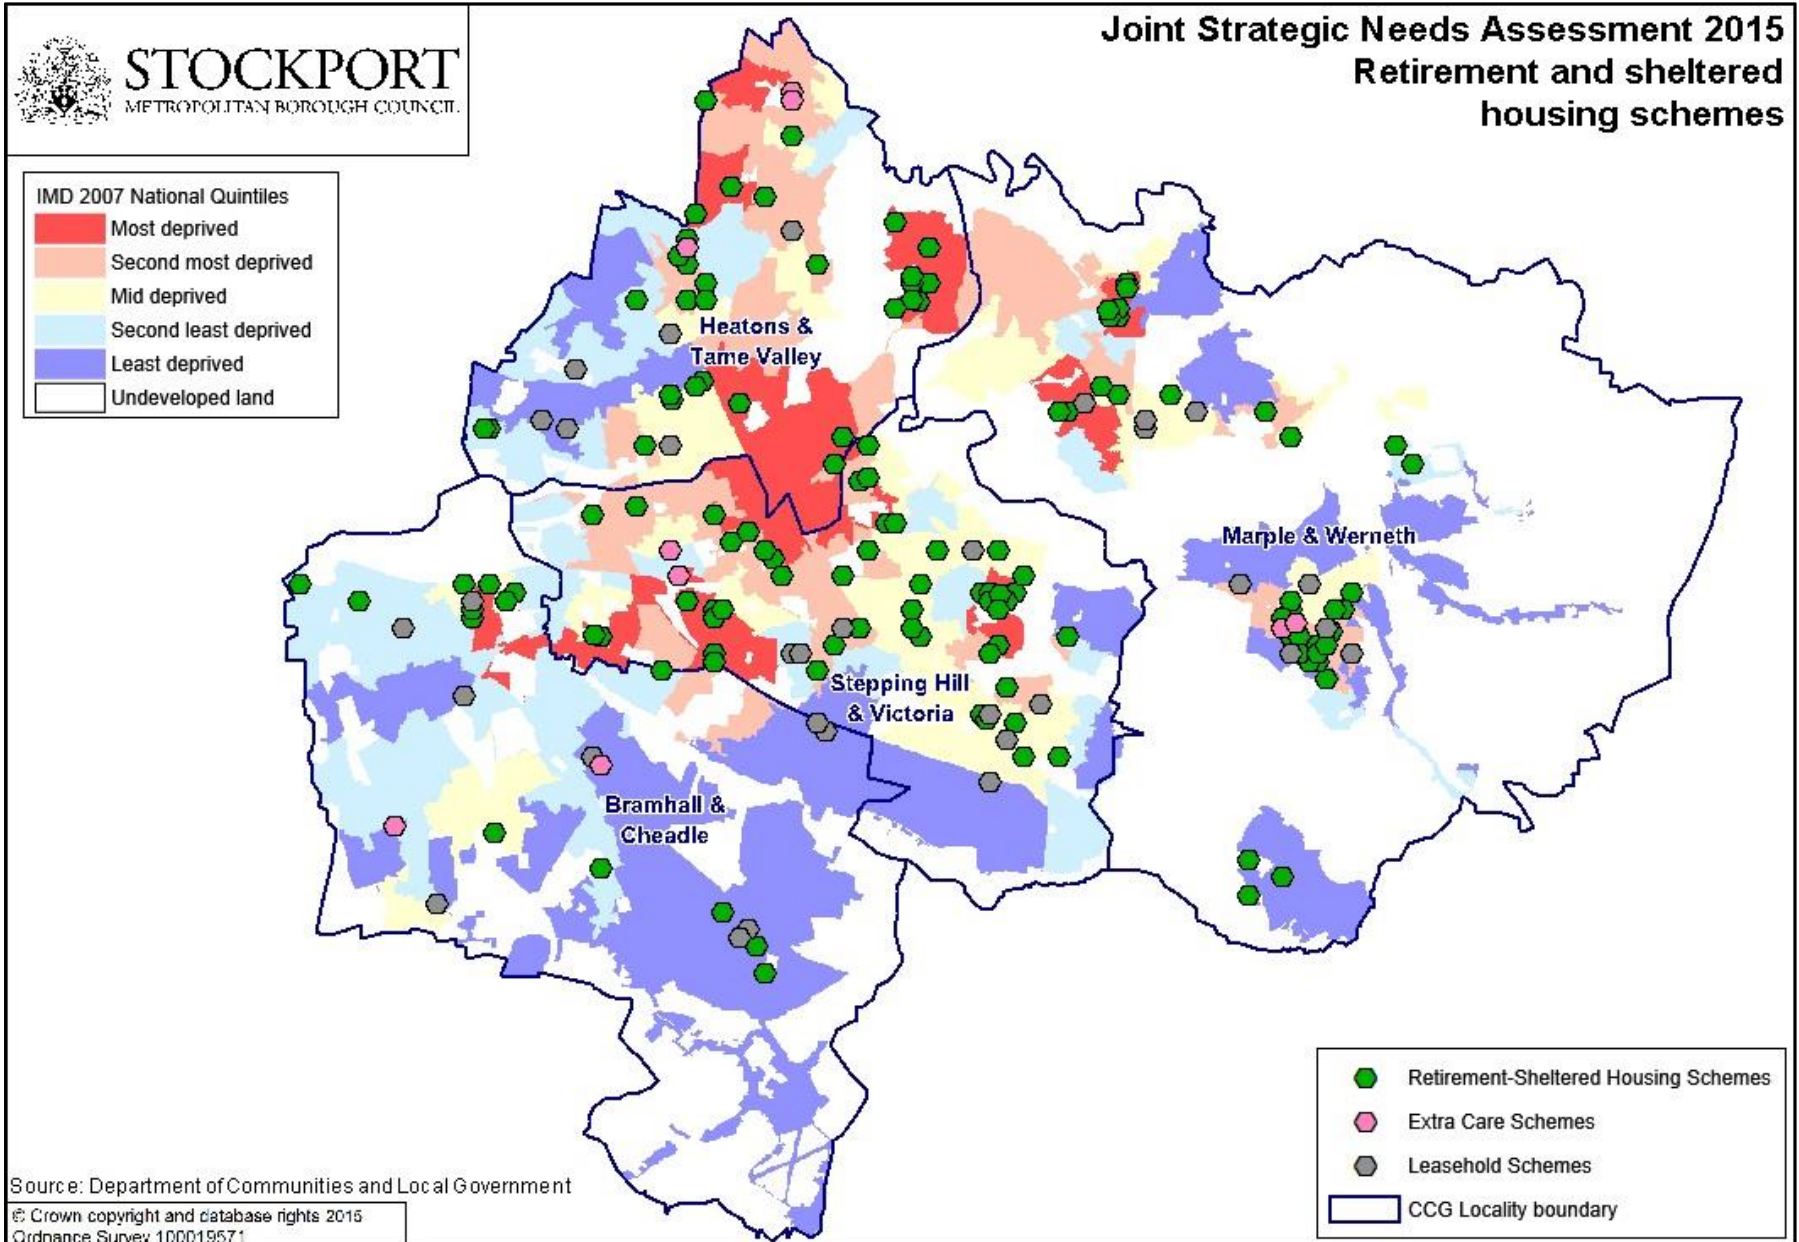 STOCKPORT
METROPOLITAN BOROUGH COUNCIL
Joint Strategic Needs Assessment 2015
Retirement and sheltered
housing schemes
IMD 2007 National Quintiles
Most deprived
Second most deprived
Mid deprived
Second least deprived
Least deprived
Undeveloped land
Heatons &
Tame Valley
Marple & Werneth
Stepping Hill
& Victoria
Bramhall &
Cheadle
Retirement-Sheltered Housing Schemes
Extra Care Schemes
Leasehold Schemes
CCG Locality boundary
Source: Department of Communities and Local Government
© Crown copyright and database rights 2015
Ordnance Survey 100019571